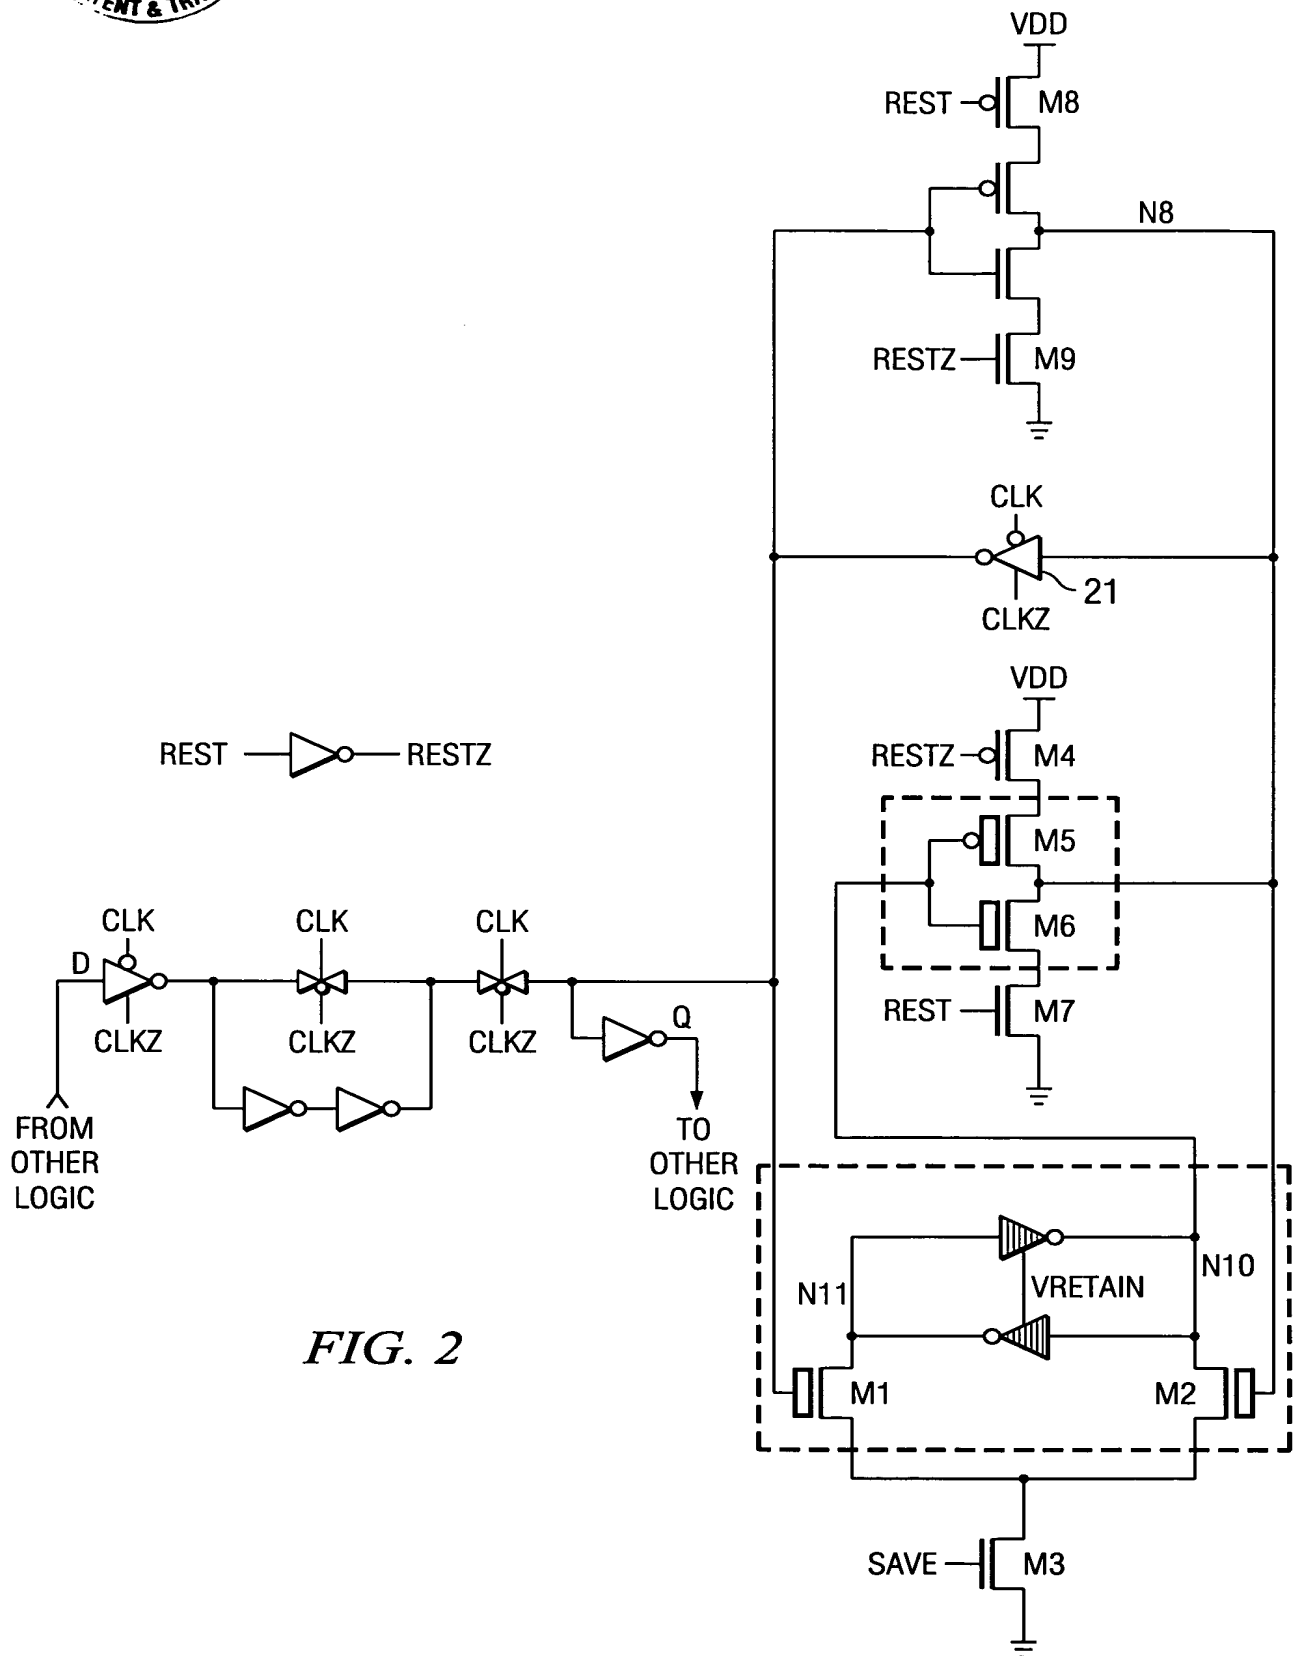 ENT & TR
VDD
REST
M8
N8
RESTZ
M9
CLK
21
CLKZ
VDD
REST
RESTZ
RESTZ
M4
M5
M6
CLK
CLK
CLK
D
REST
M7
Q
CLKZ
CLKZ
CLKZ
FROM
OTHER
LOGIC
TO
OTHER
LOGIC
N10
N11
VRETAIN
FIG. 2
M1
M2
SAVE
M3